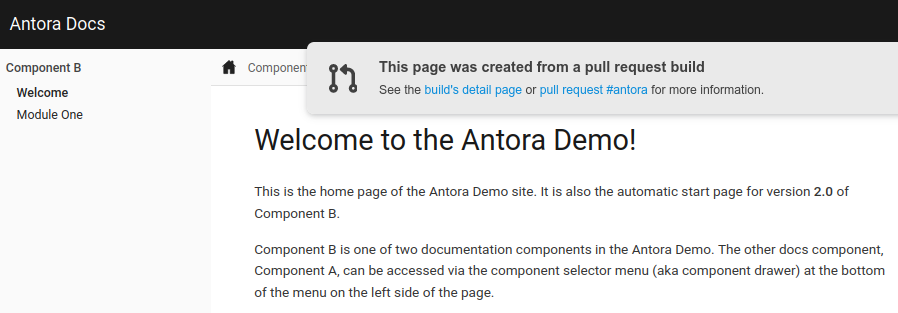 Antora Docs
Component B
Welcome
Module One
This page was created from a pull request build
See the build's detail page or pull request #antora for more information.
Welcome to the Antora Demo!
This is the home page of the Antora Demo site. It is also the automatic start page for version 2.0 of
Component B.
Component B is one of two documentation components in the Antora Demo. The other docs component,
Component A, can be accessed via the component selector menu (aka component drawer) at the bottom
of the menu on the left side of the page.